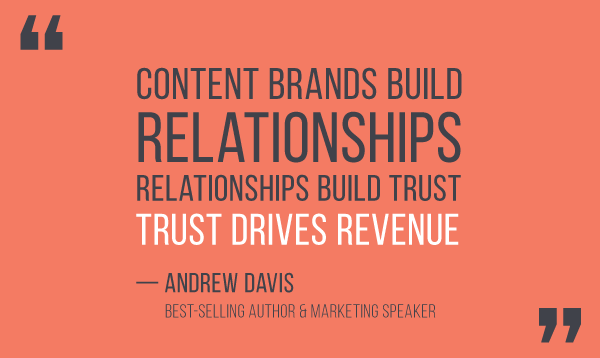 “
CONTENT BRANDS BUILD
RELATIONSHIPS
RELATIONSHIPS BUILD TRUST
TRUST DRIVES REVENUE
— ANDREW DAVIS
BEST-SELLING AUTHOR & MARKETING SPEAKER
”